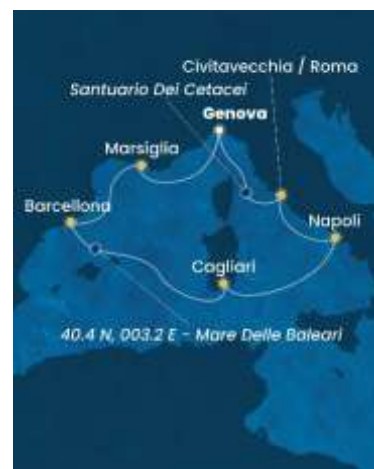 Civitavecchia / Roma
Santuario Dei Cetacei
Genova
Marsiglia
Barcellona
Napoli
Cagliari
40.4 N, 003.2 E - Mare Delle Baleari